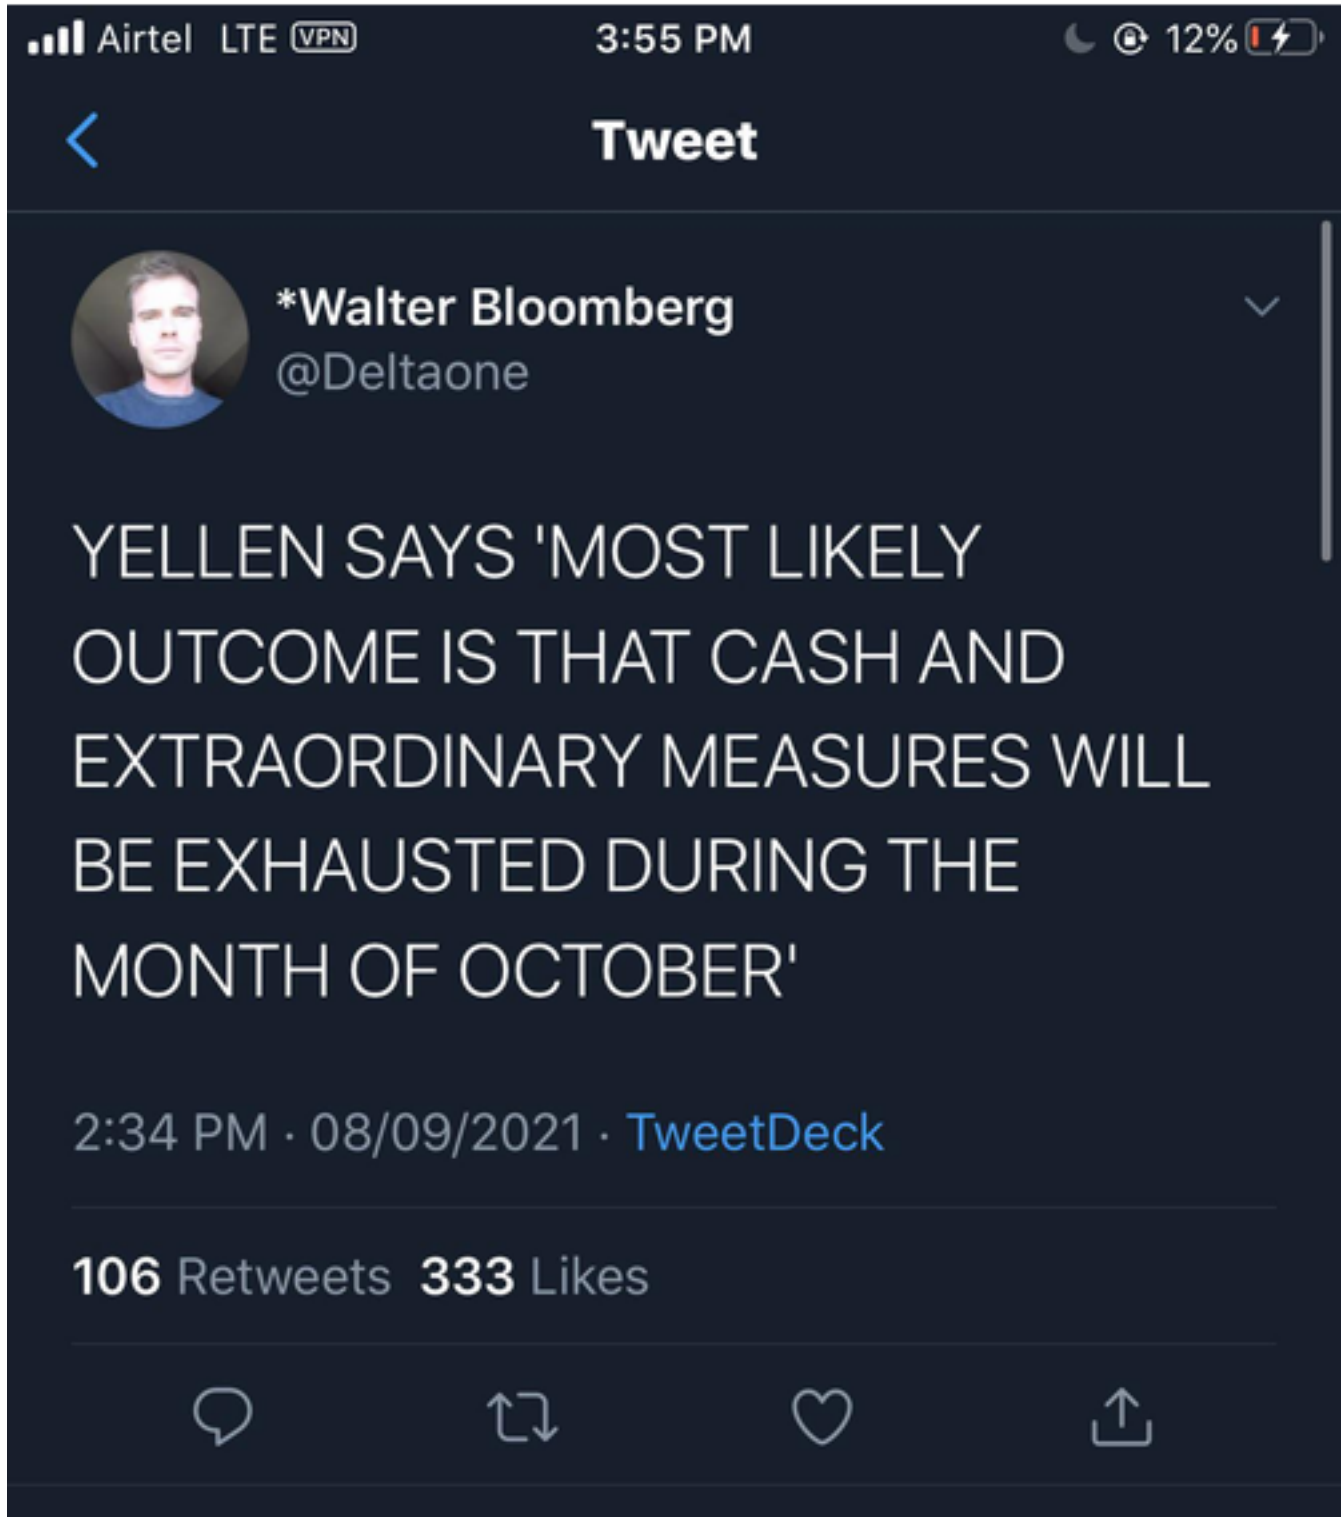 Airtel LTE VPN 3:55 PM 12%
Tweet
*Walter Bloomberg
@Deltaone
YELLEN SAYS 'MOST LIKELY
OUTCOME IS THAT CASH AND
EXTRAORDINARY MEASURES WILL
BE EXHAUSTED DURING THE
MONTH OF OCTOBER'
2:34 PM · 08/09/2021 · TweetDeck
106 Retweets 333 Likes